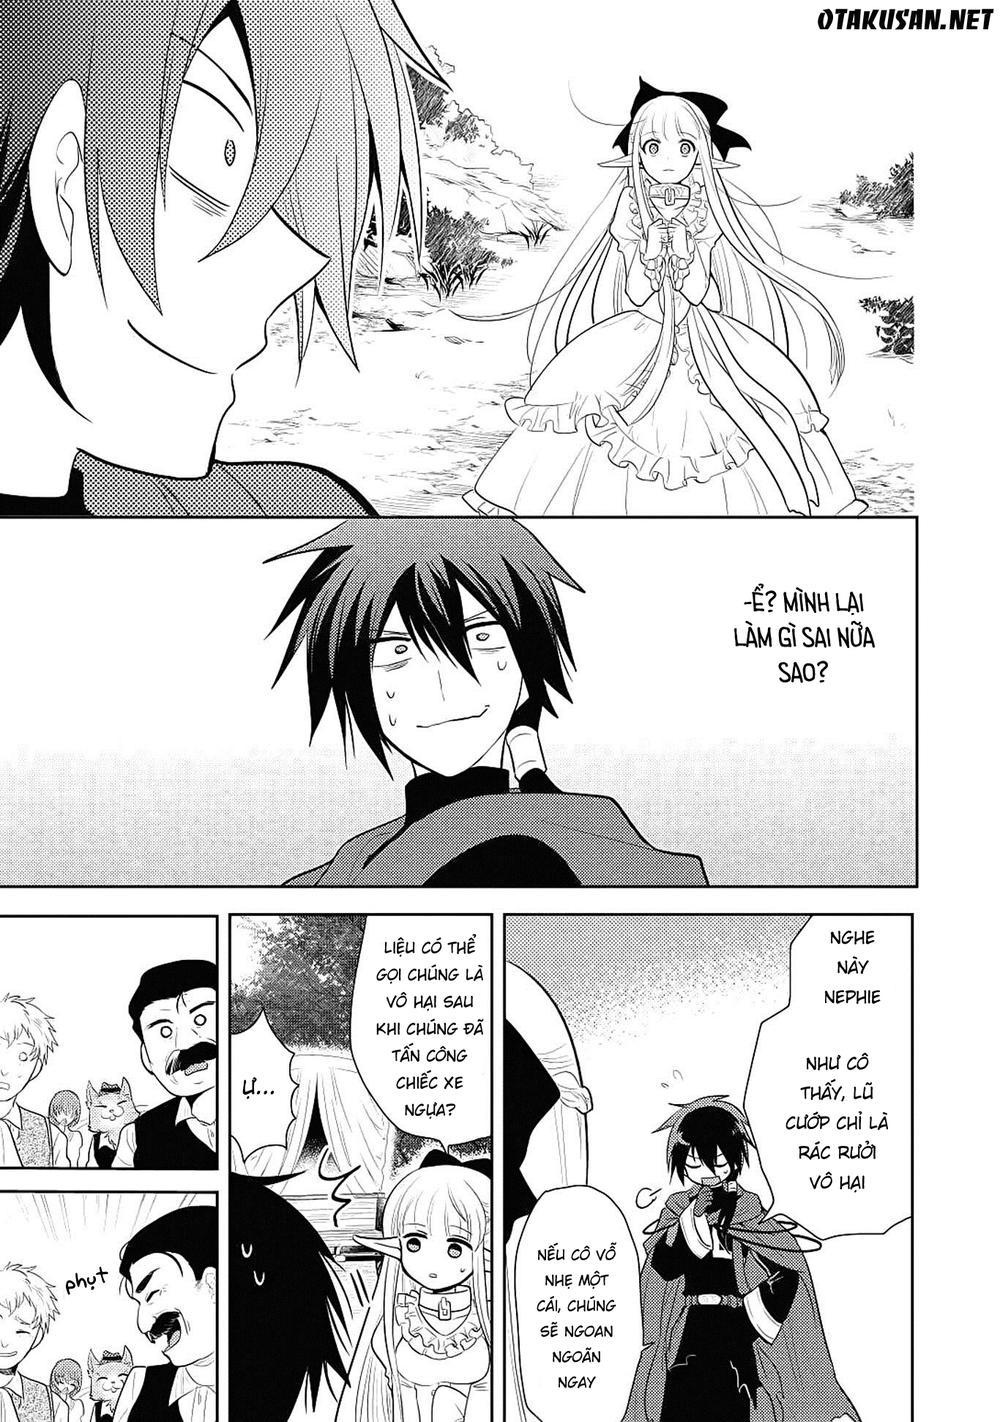 OTAKUSAN.NET
-Ể? MÌNH LẠI
LÀM GÌ SAI NỮA
SAO?
NGHE
NÀY
NEPHIE
NHƯ CÔ
THẤY, LŨ
CƯỚP CHỈ LÀ
RÁC RƯỞI
VÔ HẠI
NẾU CÔ VỖ
NHẸ MỘT
CÁI, CHÚNG
SẼ NGOAN
NGOÃN
NGAY
LIỆU CÓ THỂ
GỌI CHÚNG LÀ
VÔ HẠI SAU
KHI CHÚNG ĐÃ
TẤN CÔNG
CHIẾC XE
NGỰA?
Ự...
phụt